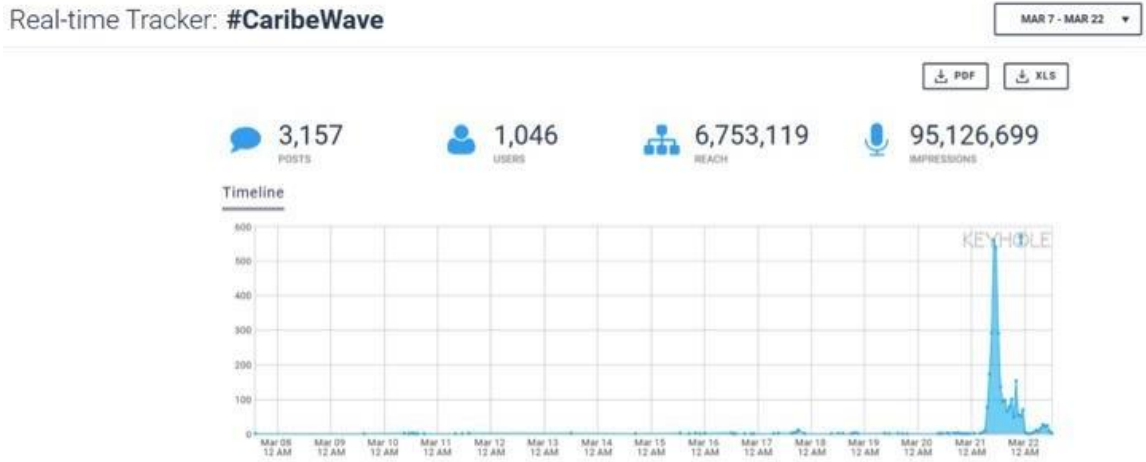 Real-time Tracker: #CaribeWave
MAR 7 - MAR 22
PDF XLS
3,157 1,046 6,753,119 95,126,699
POSTS USERS REACH IMPRESSIONS
Timeline
KEYHOLE
600
500
400
300
200
100
0
Mar 08 Mar 09 Mar 10 Mar 11 Mar 12 Mar 13 Mar 14 Mar 15 Mar 16 Mar 17 Mar 18 Mar 19 Mar 20 Mar 21 Mar 22
12 AM 12 AM 12 AM 12 AM 12 AM 12 AM 12 AM 12 AM 12 AM 12 AM 12 AM 12 AM 12 AM 12 AM 12 AM